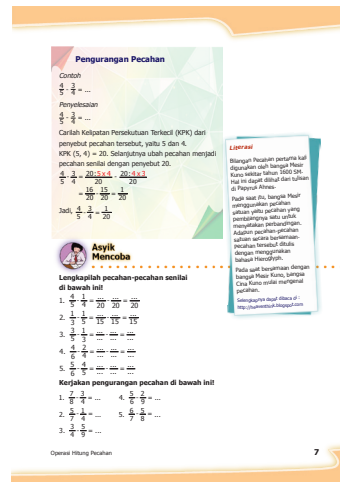 Pengurangan Pecahan
Contoh
4/5 - 3/4 = ...
Penyelesaian
4/5 - 3/4 = ...
Carilah Kelipatan Persekutuan Terkecil (KPK) dari
penyebut pecahan tersebut, yaitu 5 dan 4.
KPK (5, 4) = 20. Selanjutnya ubah pecahan menjadi
pecahan senilai dengan penyebut 20.
4/5 - 3/4 = 20:5x4/20 - 20:4x3/20
= 16/20 - 15/20 = 1/20
Jadi, 4/5 - 3/4 = 1/20
Literasi
Bilangan Pecahan pertama kali
digunakan oleh bangsa Mesir
Kuno sekitar tahun 1600 SM.
Hal ini dapat dilihat dari tulisan
di Papyrus Ahmes.
Pada saat itu, bangsa Mesir
menggunakan pecahan
satuan yaitu pecahan yang
pembilangnya satu untuk
menyatakan perbandingan.
Adapun pecahan-pecahan
satuan secara bersamaan
pecahan tersebut ditulis
dengan menggunakan
bahasa Hieroglyph.
Pada saat bersamaan dengan
bangsa Mesir Kuno, bangsa
Cina Kuno mulai mengenal
pecahan.
Selengkapnya dapat dibaca di :
Asyik
Mencoba
Lengkapilah pecahan-pecahan senilai
di bawah ini!
1. 4/5 - 1/4 = .../20 - .../20 = .../20
2. 1/3 - 1/5 = .../15 - .../15 = .../15
3. 3/5 - 1/3 = .../... - .../... = .../...
4. 4/6 - 2/4 = .../... - .../... = .../...
5. 5/6 - 4/5 = .../... - .../... = .../...
Kerjakan pengurangan pecahan di bawah ini!
1. 7/8 - 3/4 = ... 4. 5/6 - 2/9 = ...
2. 5/7 - 1/4 = ... 5. 6/7 - 5/8 = ...
3. 3/4 - 5/9 = ...
Operasi Hitung Pecahan
7